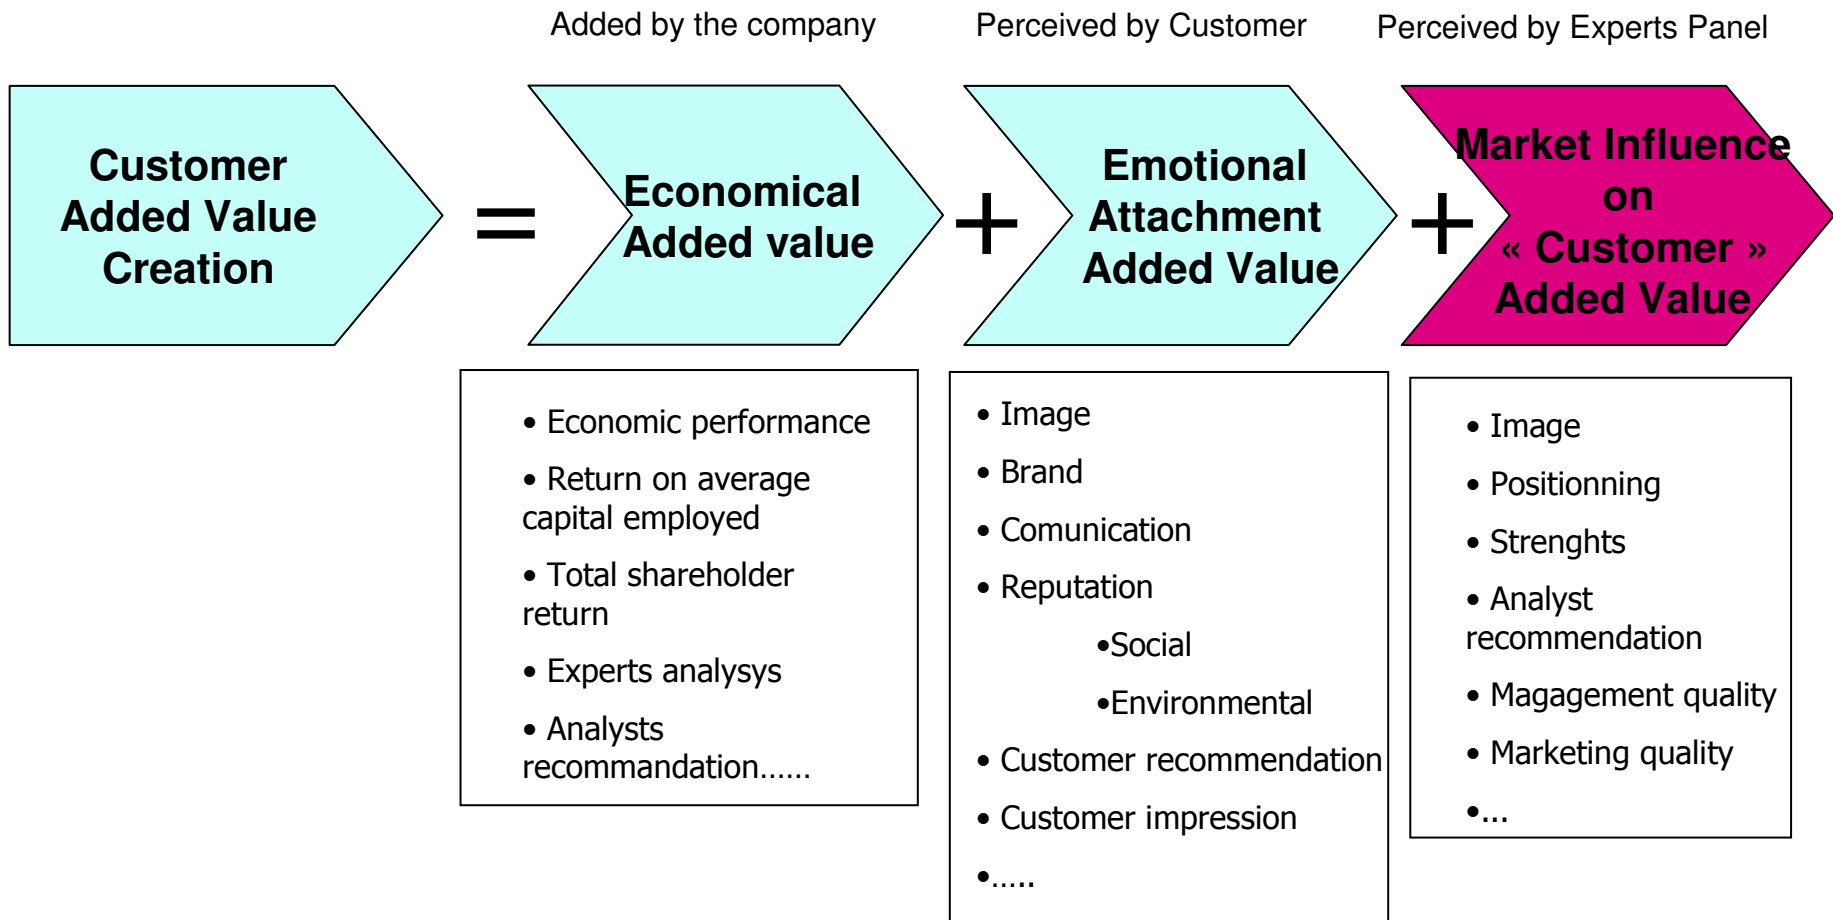 Added by the company
Perceived by Customer
Perceived by Experts Panel
Customer
Added Value
Creation
=
Economical
Added value
+
Emotional
Attachment
Added Value
+
Market Influence
on
« Customer »
Added Value
• Economic performance
• Return on average
capital employed
• Total shareholder
return
• Experts analysys
• Analysts
recommandation......
• Image
• Brand
• Comunication
• Reputation
•Social
•Environmental
• Customer recommendation
• Customer impression
•.....
• Image
• Positionning
• Strenghts
• Analyst
recommendation
• Magagement quality
• Marketing quality
•...